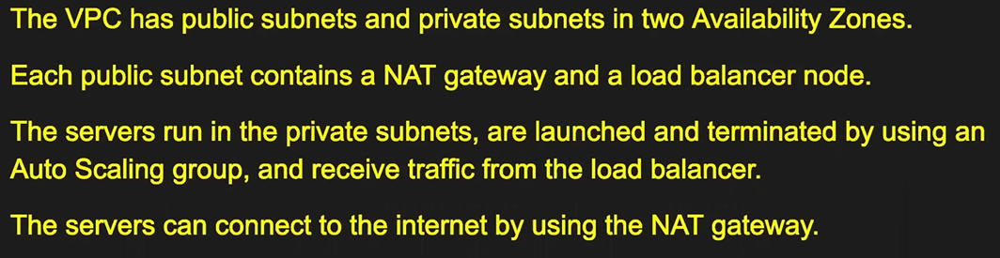 The VPC has public subnets and private subnets in two Availability Zones.
Each public subnet contains a NAT gateway and a load balancer node.
The servers run in the private subnets, are launched and terminated by using an
Auto Scaling group, and receive traffic from the load balancer.
The servers can connect to the internet by using the NAT gateway.